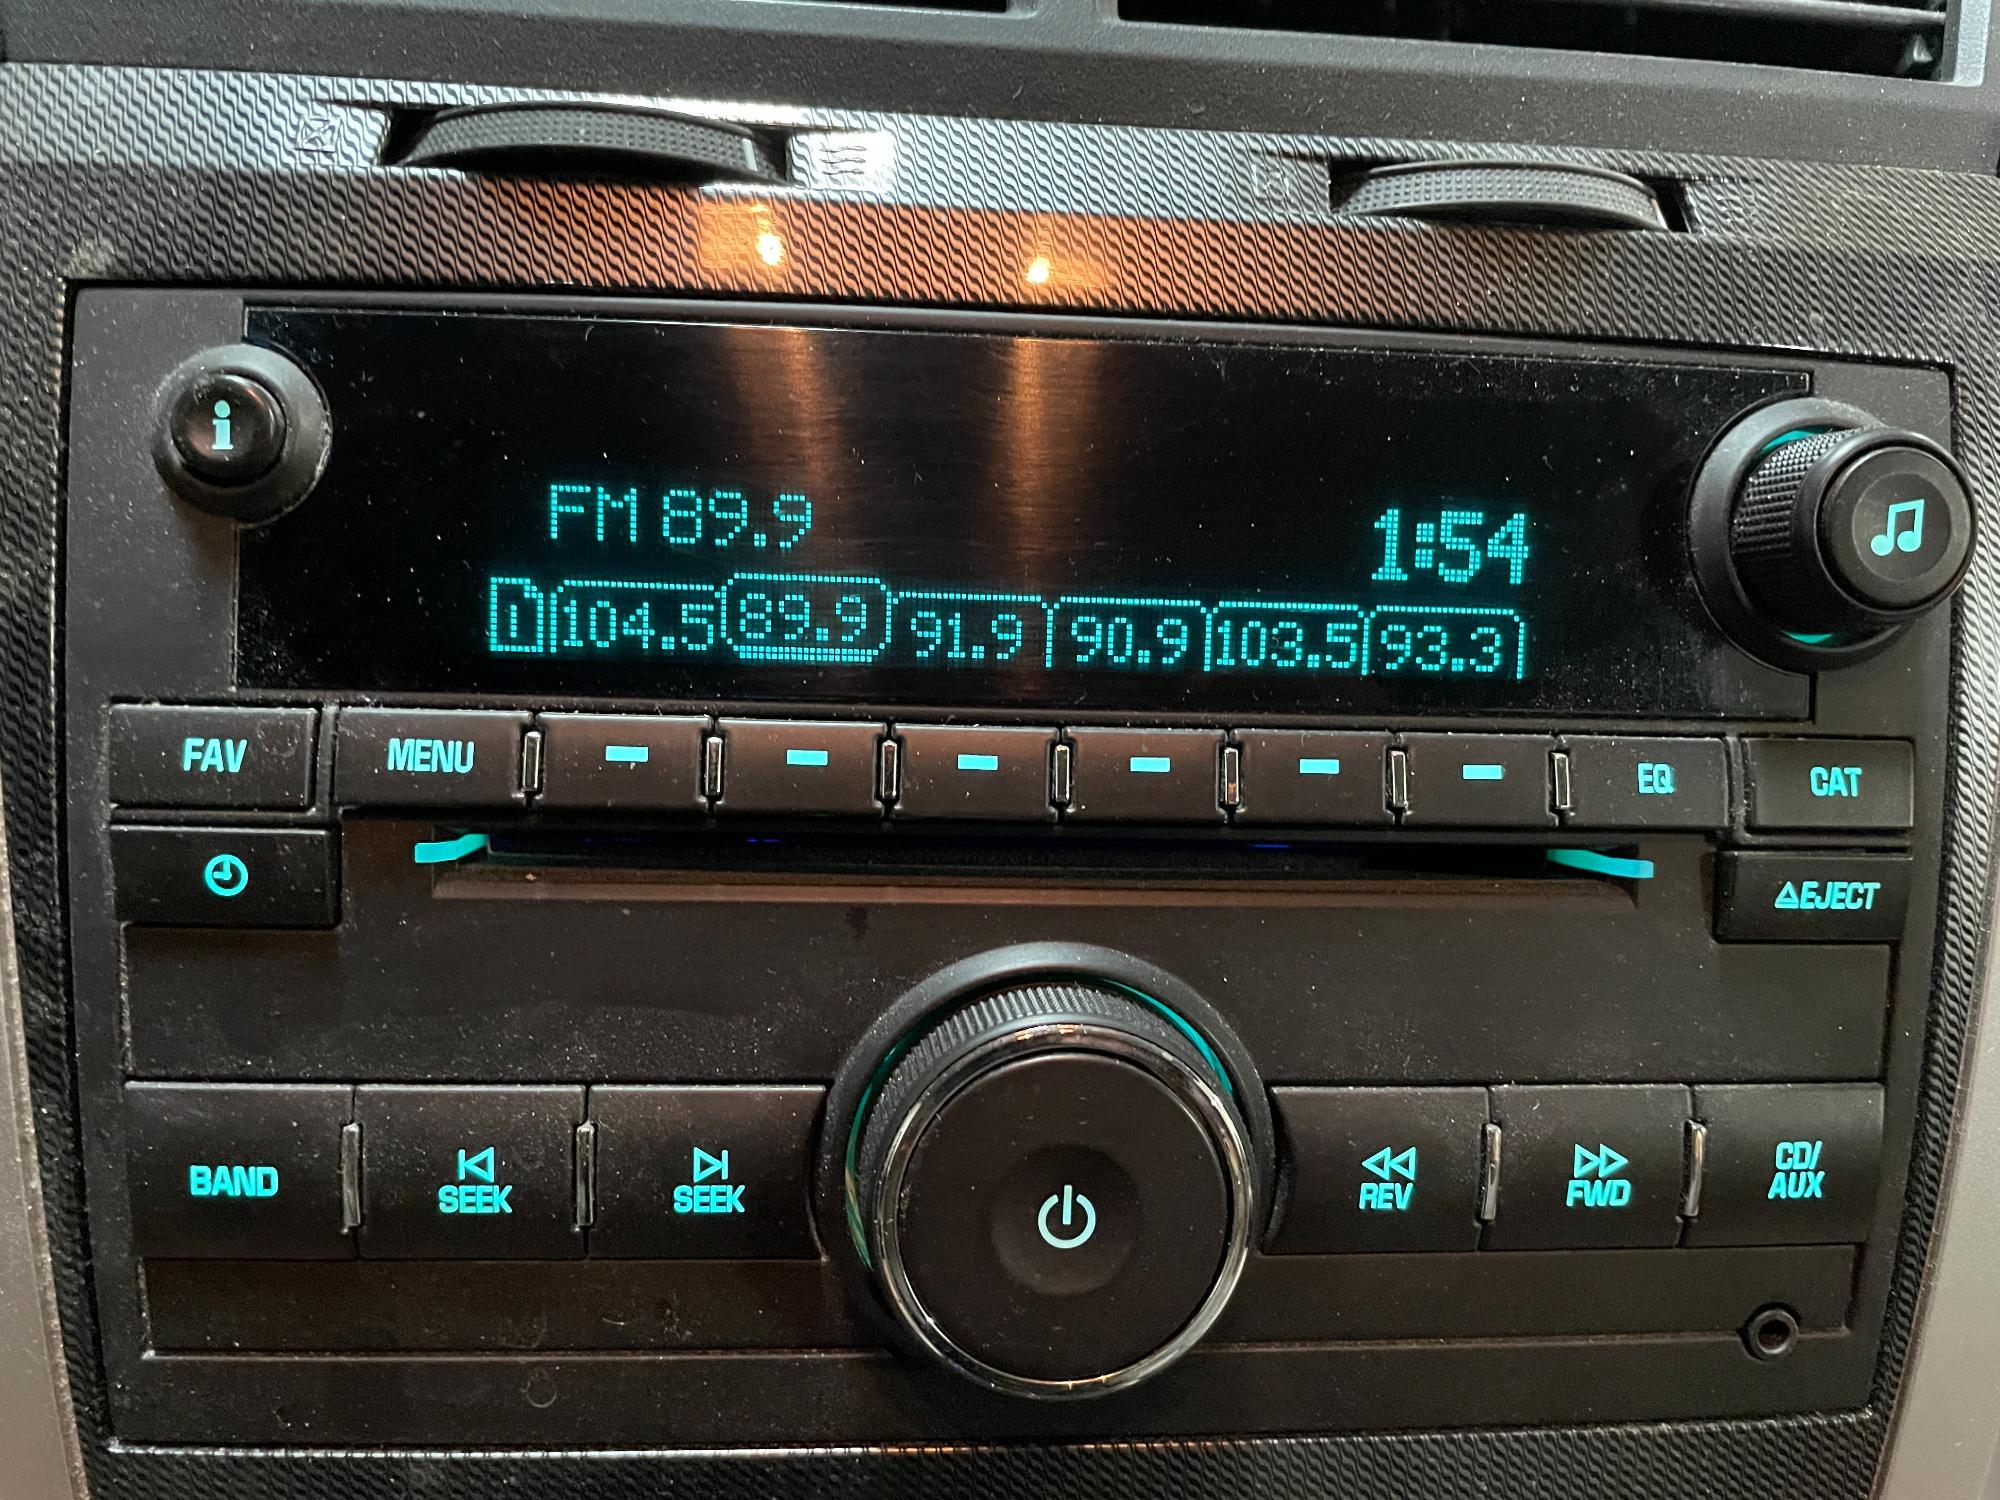 i
FM 89.9
1:54
1 104.5 89.9 91.9 90.9 103.5 93.3
FAV MENU EQ CAT
EJECT
BAND SEEK SEEK REV FWD CD/
AUX